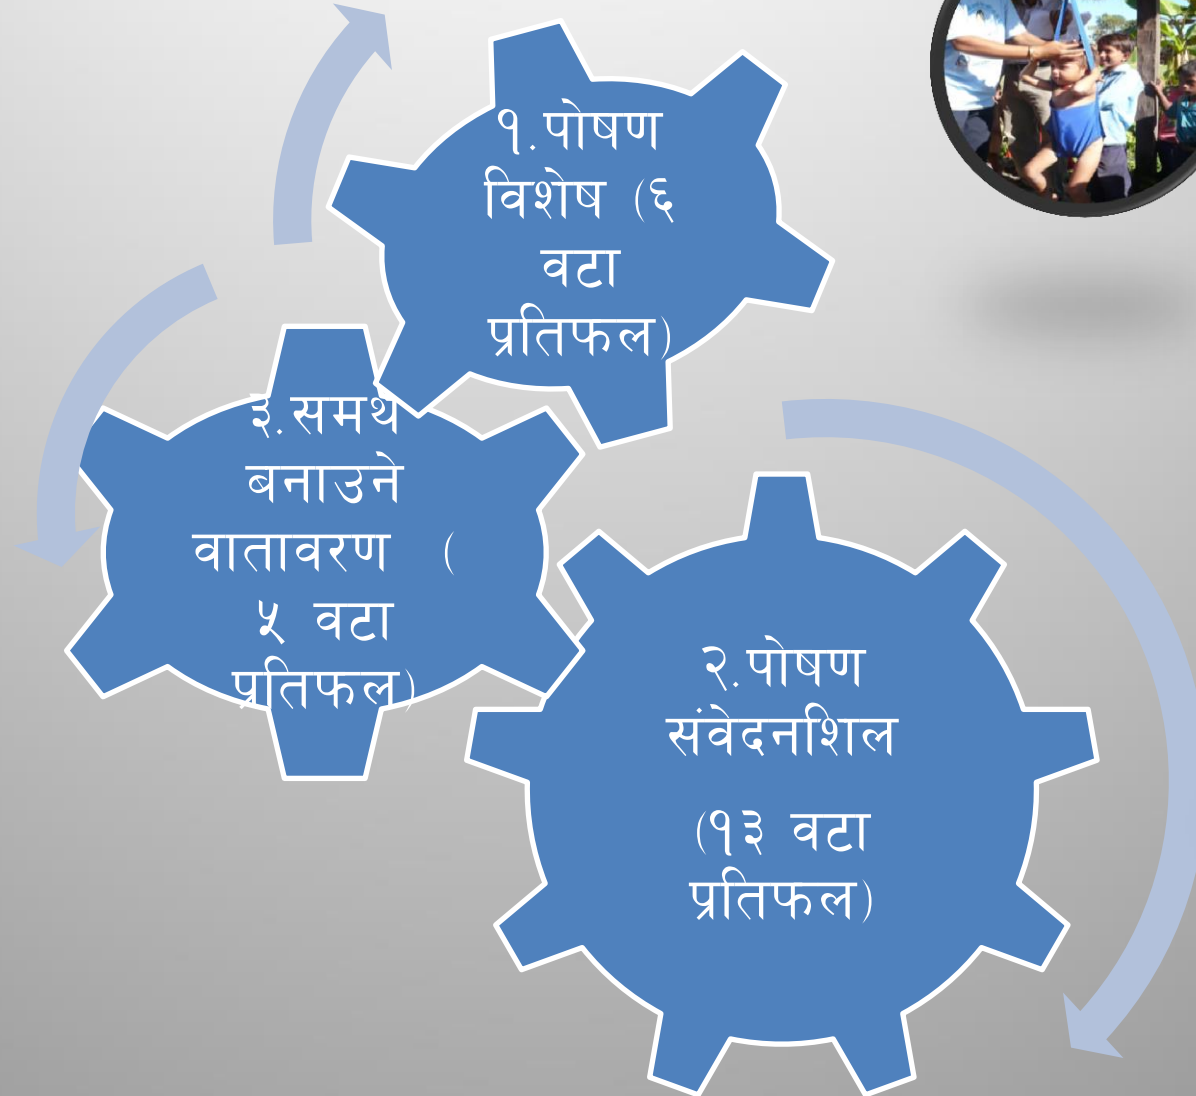 १.पोषण
विशेष (६
वटा
प्रतिफल)
३.समथ
बनाउने
वातावरण (
५ वटा
प्रतिफल)
२.पोषण
संवेदनशिल
(१३ वटा
प्रतिफल)